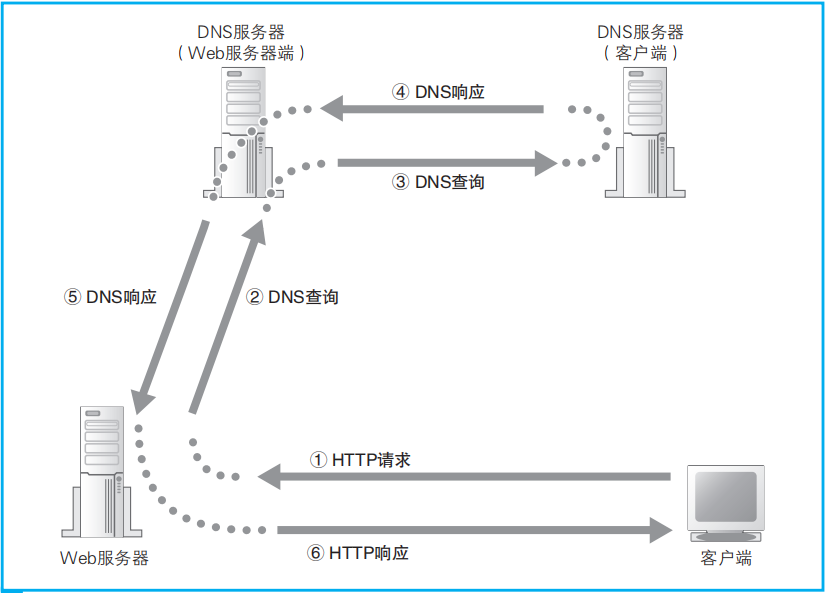 DNS服务器
（Web服务器端）
DNS服务器
（客户端）
④ DNS响应
③ DNS查询
⑤ DNS响应
② DNS查询
① HTTP请求
⑥ HTTP响应
Web服务器
客户端